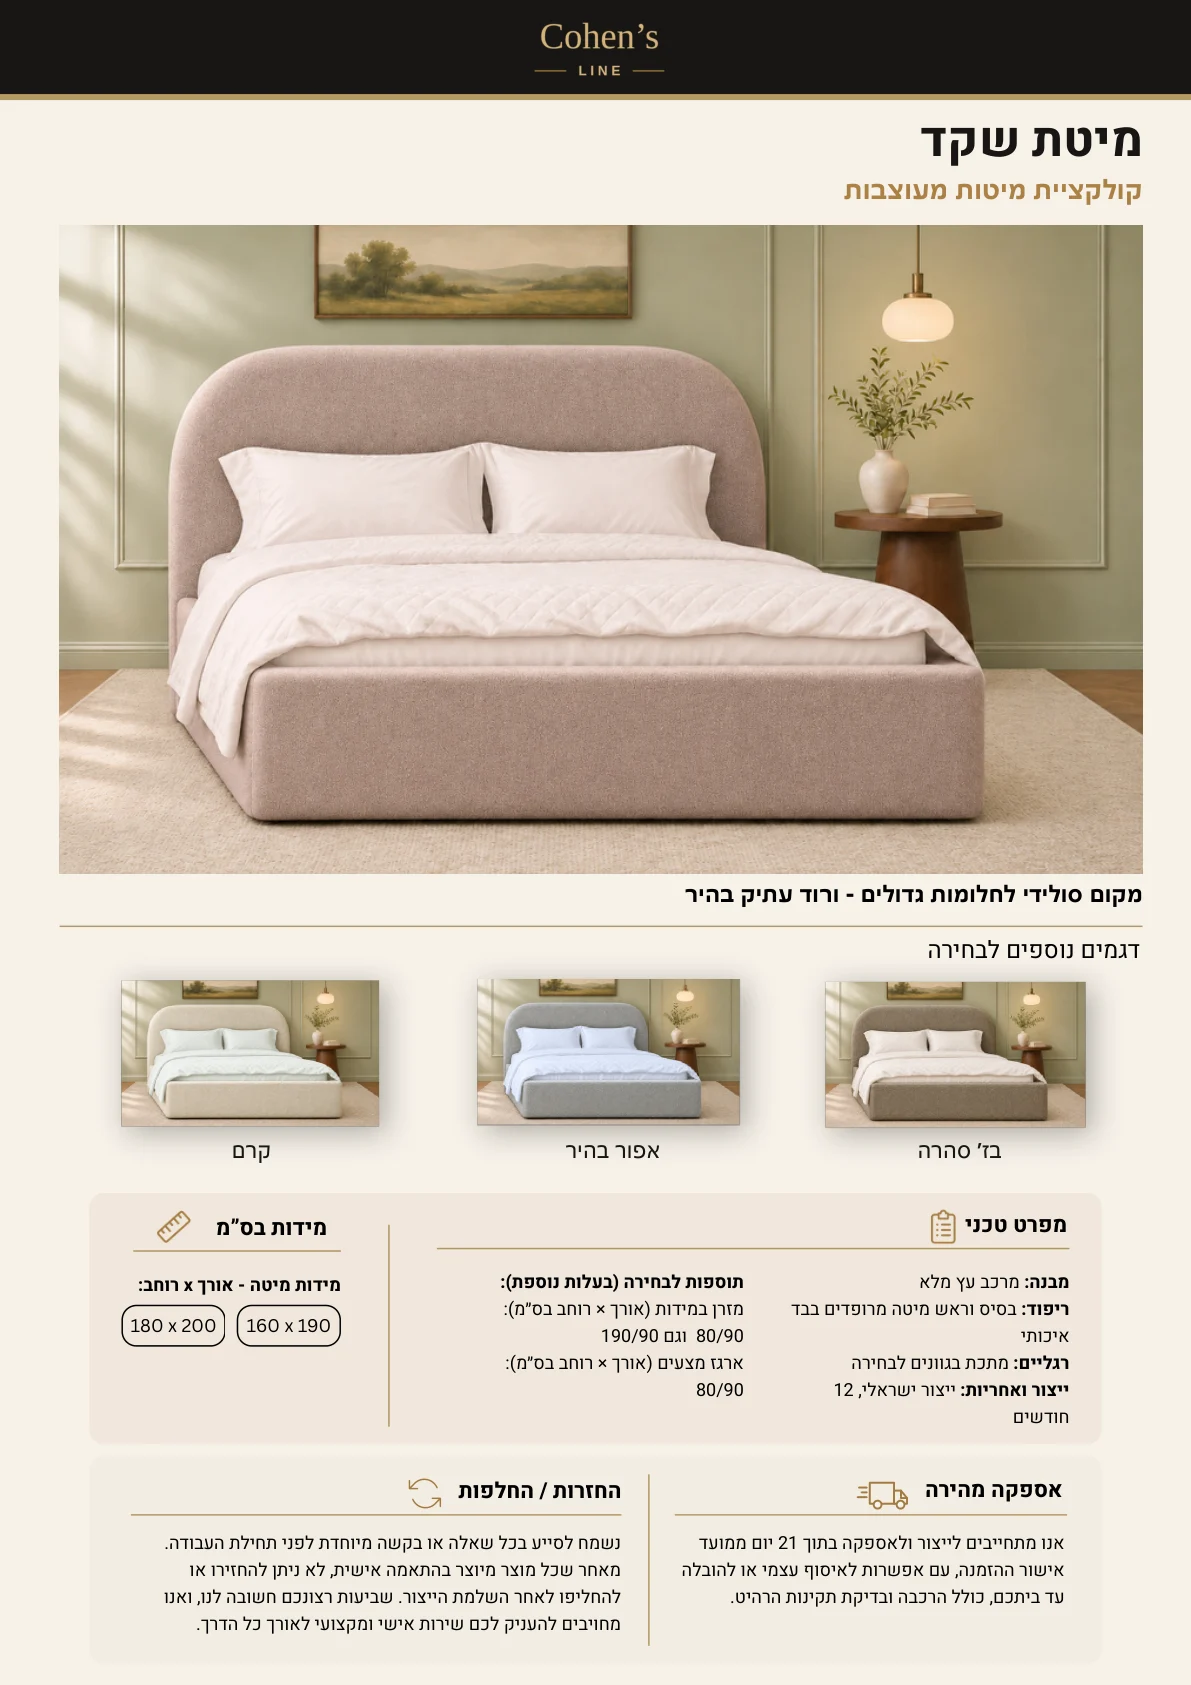 Cohen’s
LINE
מיטת שקד
קולקציית מיטות מעוצבות
מקום סולידי לחלומות גדולים - ורוד עתיק בהיר
דגמים נוספים לבחירה
בז’ סהרה
אפור בהיר
קרם
מפרט טכני
מבנה: מרכב עץ מלא
ריפוד: בסיס וראש מיטה מרופדים בבד
איכותי
רגליים: מתכת בגוונים לבחירה
ייצור ואחריות: ייצור ישראלי, 12
חודשים
תוספות לבחירה (בעלות נוספת):
מזרן במידות (אורך × רוחב בס"מ):
80/90 וגם 190/90
ארגז מצעים (אורך × רוחב בס"מ):
80/90
מידות בס”מ
מידות מיטה - אורך x רוחב:
160 x 190
180 x 200
אספקה מהירה
אנו מתחייבים לייצור ולאספקה בתוך 21 יום ממועד
אישור ההזמנה, עם אפשרות לאיסוף עצמי או להובלה
עד ביתכם, כולל הרכבה ובדיקת תקינות הרהיט.
החזרות / החלפות
נשמח לסייע בכל שאלה או בקשה מיוחדת לפני תחילת העבודה.
מאחר שכל מוצר מיוצר בהתאמה אישית, לא ניתן להחזירו או
להחליפו לאחר השלמת הייצור. שביעות רצונכם חשובה לנו, ואנו
מחויבים להעניק לכם שירות אישי ומקצועי לאורך כל הדרך.